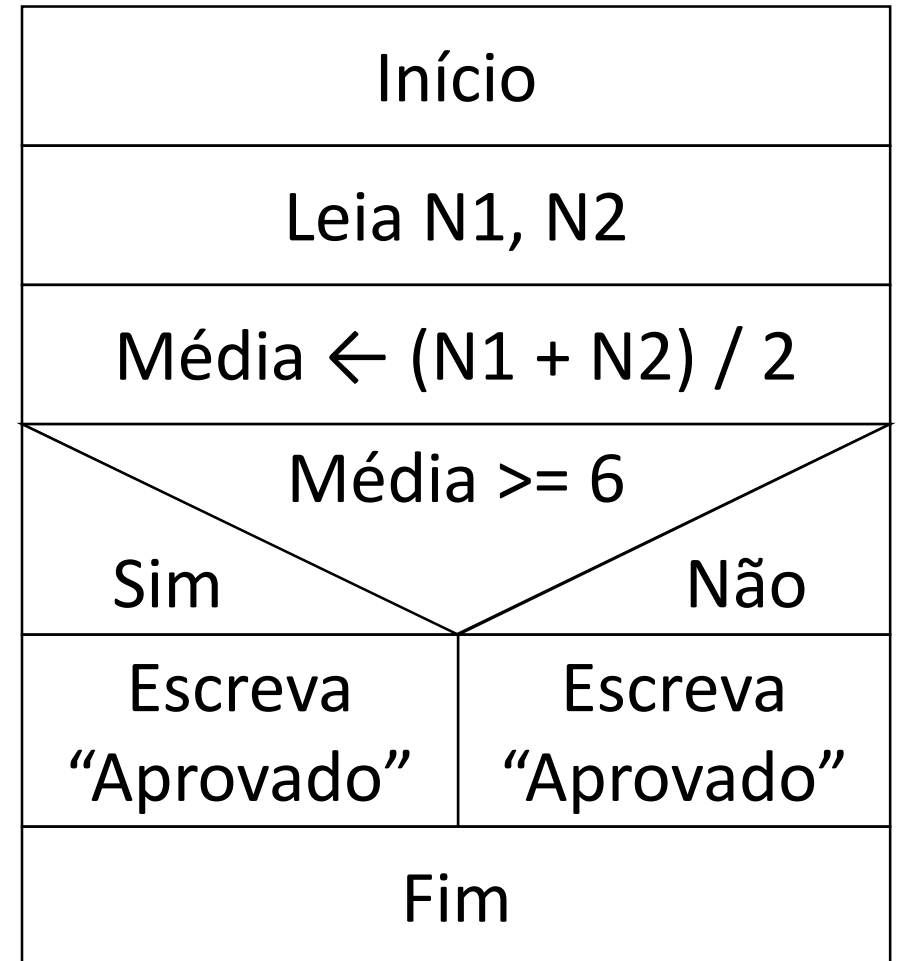 Início
Leia N1, N2
Média ← (N1 + N2) / 2
Média >= 6
Sim Não
Escreva Escreva
“Aprovado” “Aprovado”
Fim